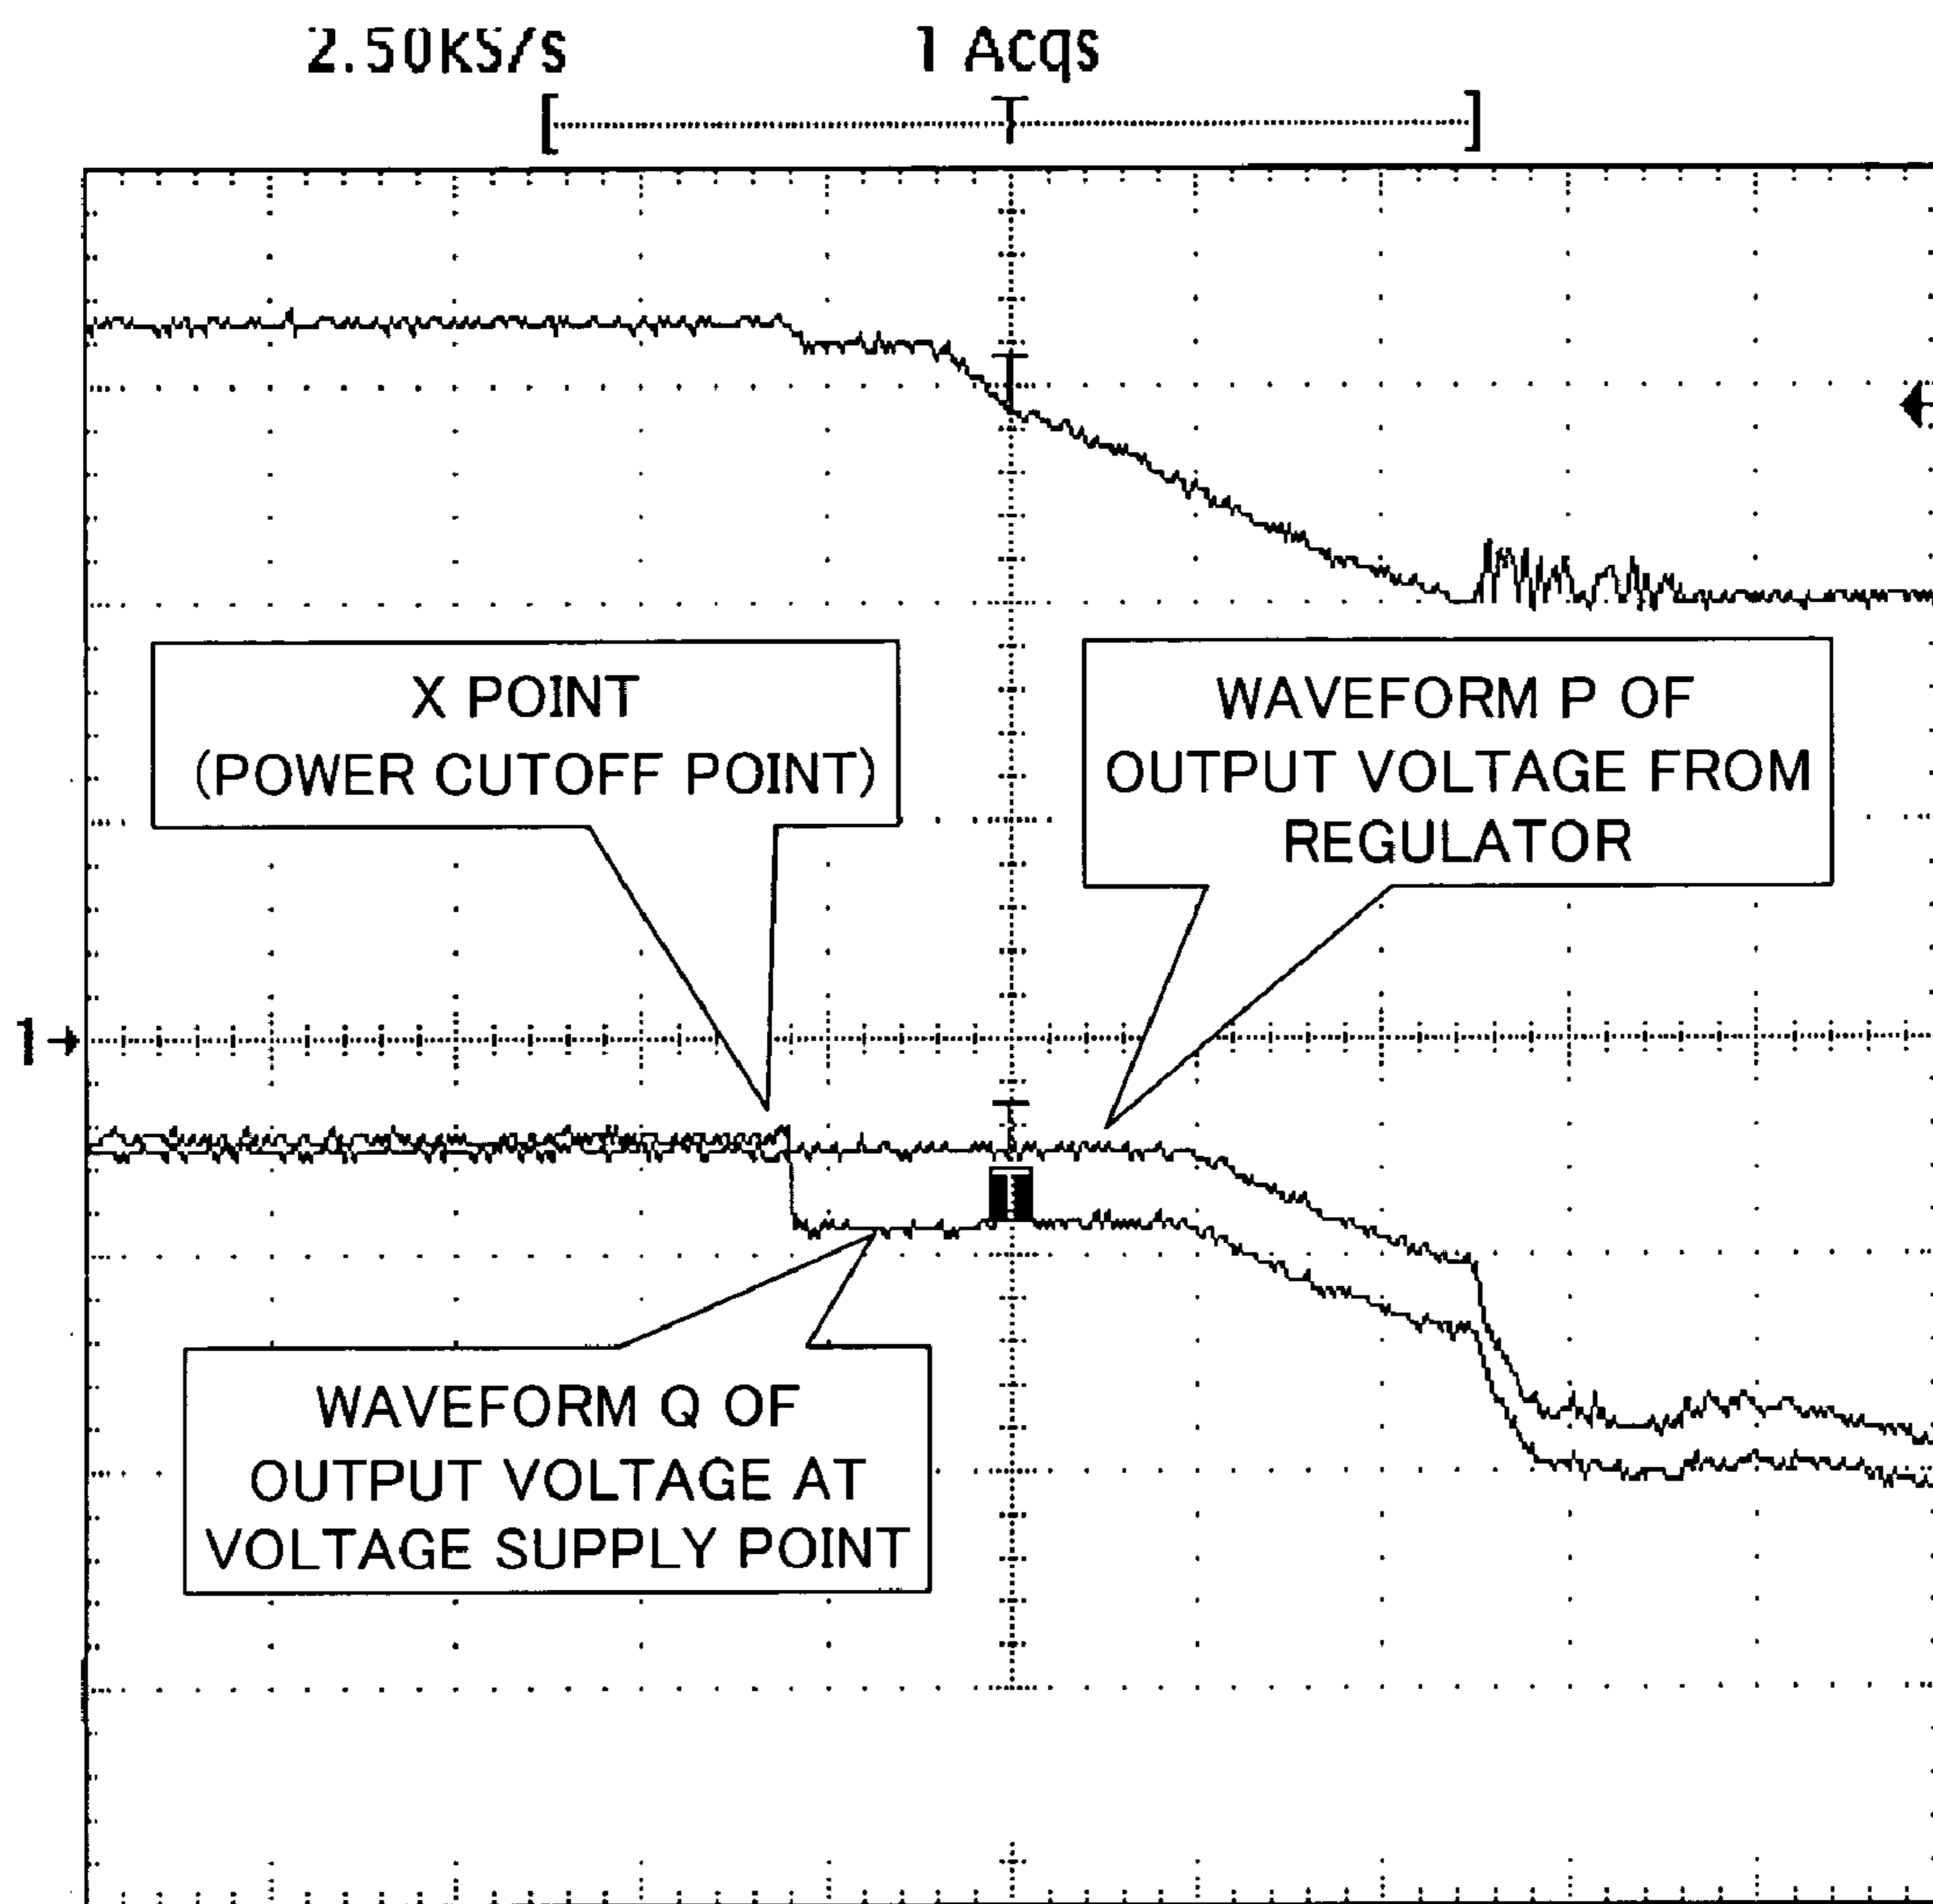 2.50KS/s 1 Acqs
[ T ]
X POINT
(POWER CUTOFF POINT)
WAVEFORM P OF
OUTPUT VOLTAGE FROM
REGULATOR
1→
WAVEFORM Q OF
OUTPUT VOLTAGE AT
VOLTAGE SUPPLY POINT